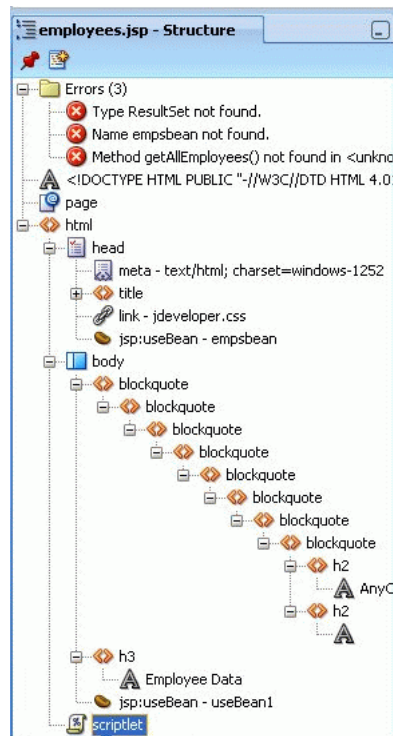 employees.jsp - Structure
Errors (3)
Type ResultSet not found.
Name empsbean not found.
Method getAllEmployees() not found in <unkno
<!DOCTYPE HTML PUBLIC "-//W3C//DTD HTML 4.0
page
html
head
meta - text/html; charset=windows-1252
title
link - jdeveloper.css
jsp:useBean - empsbean
body
blockquote
blockquote
blockquote
blockquote
blockquote
blockquote
blockquote
blockquote
h2
AnyC
h2
h3
Employee Data
jsp:useBean - useBean1
scriptlet